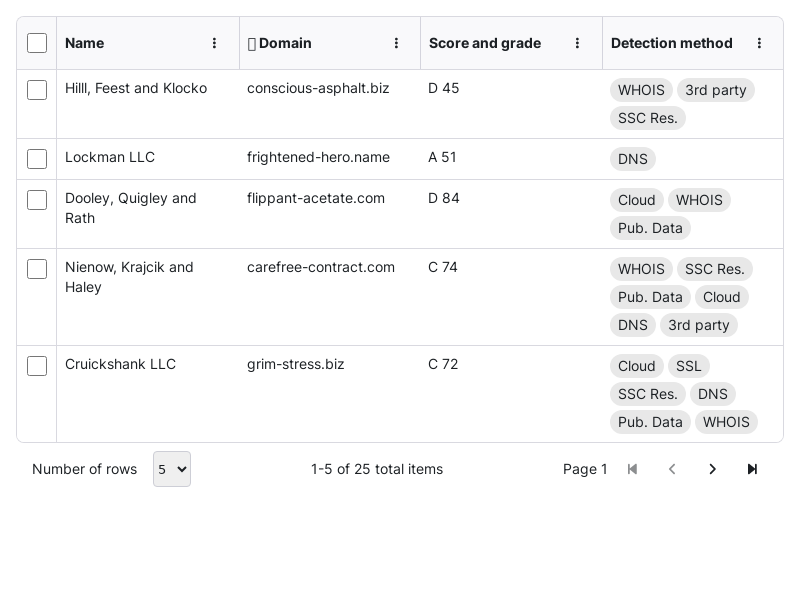 Name Domain Score and grade Detection method
Hilll, Feest and Klocko conscious-asphalt.biz D 45 WHOIS 3rd party
SSC Res.
Lockman LLC frightened-hero.name A 51 DNS
Dooley, Quigley and flippant-acetate.com D 84 Cloud WHOIS
Rath Pub. Data
Nienow, Krajcik and carefree-contract.com C 74 WHOIS SSC Res.
Haley Pub. Data Cloud
DNS 3rd party
Cruickshank LLC grim-stress.biz C 72 Cloud SSL
SSC Res. DNS
Pub. Data WHOIS
Number of rows 5 1-5 of 25 total items Page 1